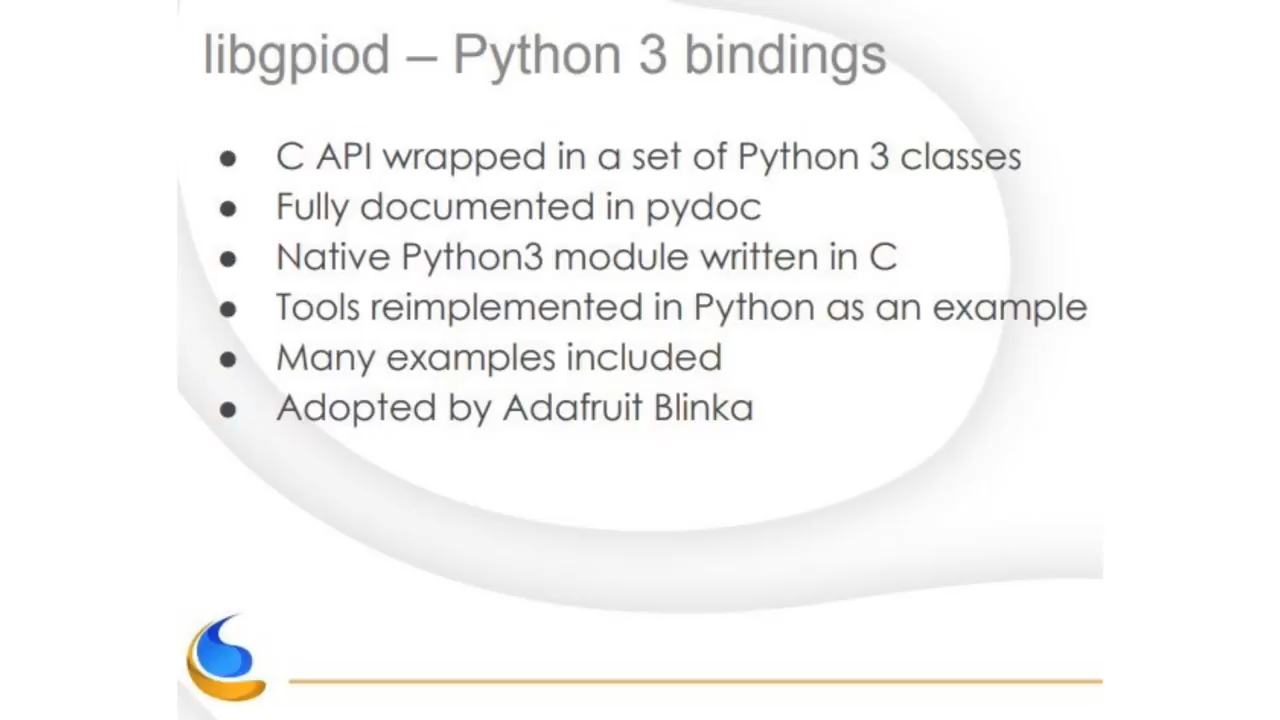 libgpiod – Python 3 bindings
● C API wrapped in a set of Python 3 classes
● Fully documented in pydoc
● Native Python3 module written in C
● Tools reimplemented in Python as an example
● Many examples included
● Adopted by Adafruit Blinka